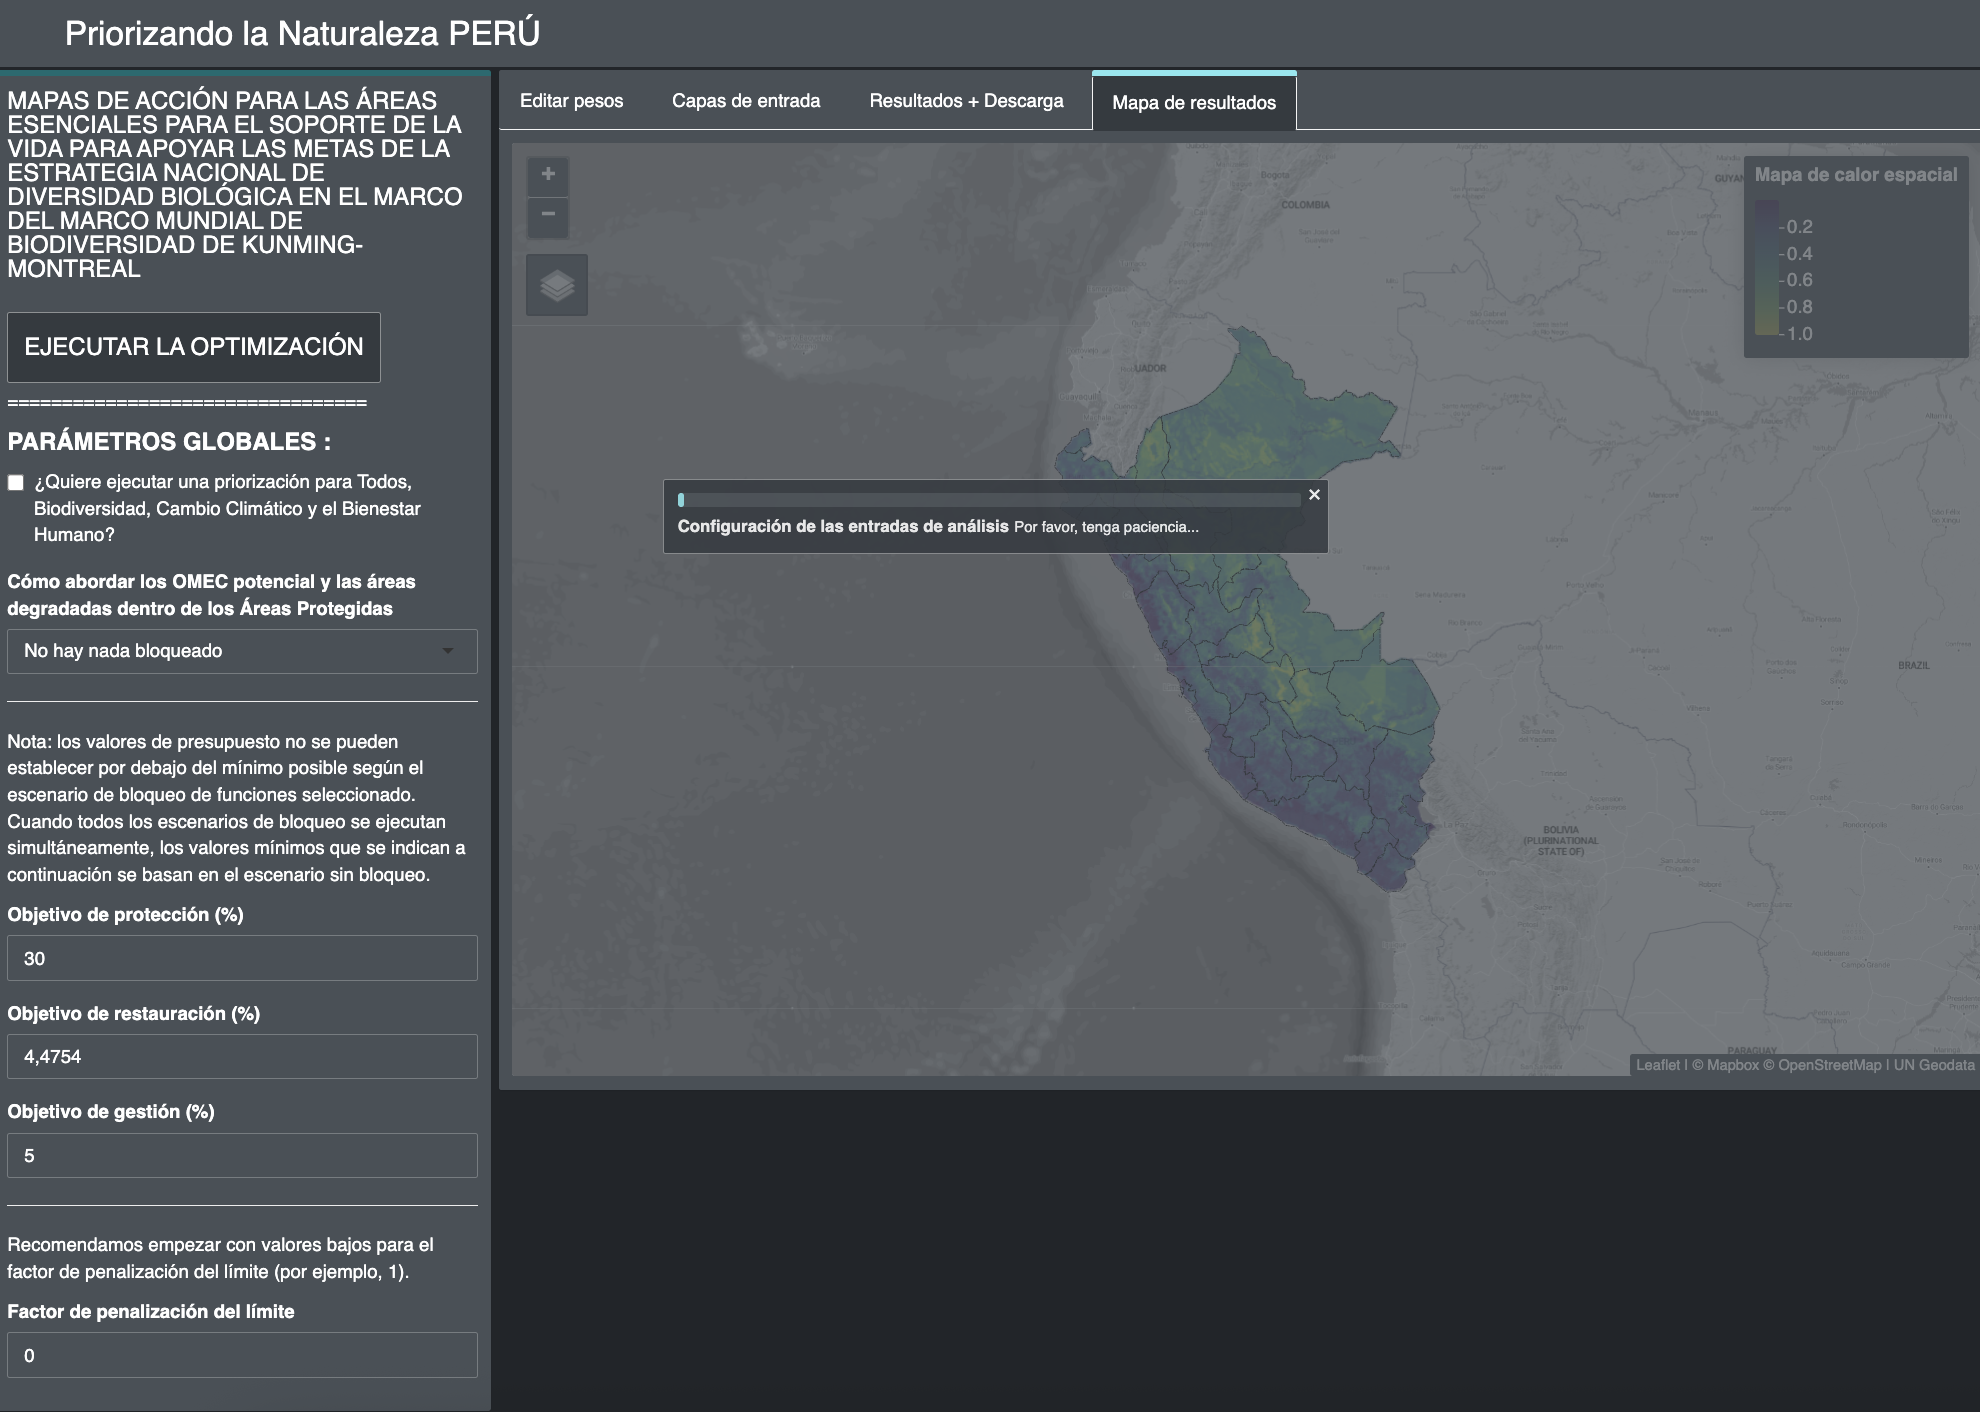 Priorizando la Naturaleza PERÚ
MAPAS DE ACCIÓN PARA LAS ÁREAS
ESENCIALES PARA EL SOPORTE DE LA
VIDA PARA APOYAR LAS METAS DE LA
ESTRATEGIA NACIONAL DE
DIVERSIDAD BIOLÓGICA EN EL MARCO
DEL MARCO MUNDIAL DE
BIODIVERSIDAD DE KUNMING-
MONTREAL
EJECUTAR LA OPTIMIZACIÓN
=================================
PARÁMETROS GLOBALES :
¿Quiere ejecutar una priorización para Todos,
Biodiversidad, Cambio Climático y el Bienestar
Humano?
Cómo abordar los OMEC potencial y las áreas
degradadas dentro de los Áreas Protegidas
No hay nada bloqueado
Nota: los valores de presupuesto no se pueden
establecer por debajo del mínimo posible según el
escenario de bloqueo de funciones seleccionado.
Cuando todos los escenarios de bloqueo se ejecutan
simultáneamente, los valores mínimos que se indican a
continuación se basan en el escenario sin bloqueo.
Objetivo de protección (%)
30
Objetivo de restauración (%)
4,4754
Objetivo de gestión (%)
5
Recomendamos empezar con valores bajos para el
factor de penalización del límite (por ejemplo, 1).
Factor de penalización del límite
0
Editar pesos
Capas de entrada
Resultados + Descarga
Mapa de resultados
+
−
Mapa de calor espacial
0.2
0.4
0.6
0.8
1.0
Bogota
COLOMBIA
GUYAN
UADOR
Configuración de las entradas de análisis Por favor, tenga paciencia...
×
BRAZIL
La Paz
BOLIVIA
(PLURINATIONAL
STATE OF)
PARAGUAY
Leaflet | © Mapbox © OpenStreetMap | UN Geodata